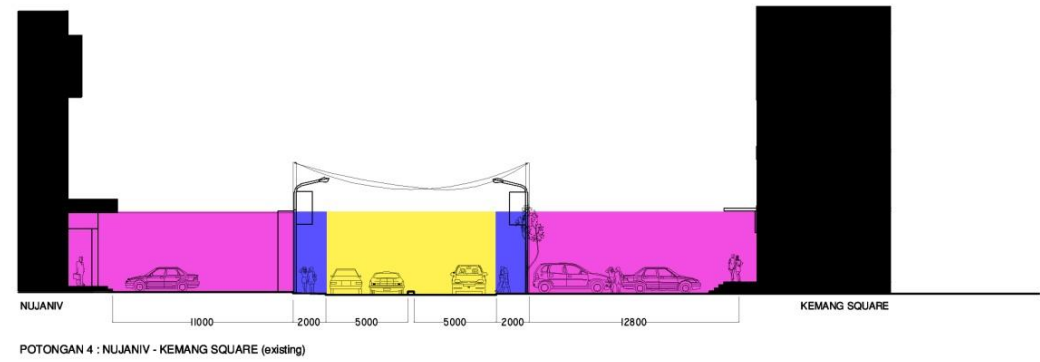 NUJANIV
KEMANG SQUARE
11000
2000
5000
5000
2000
12800
POTONGAN 4 : NUJANIV - KEMANG SQUARE (existing)